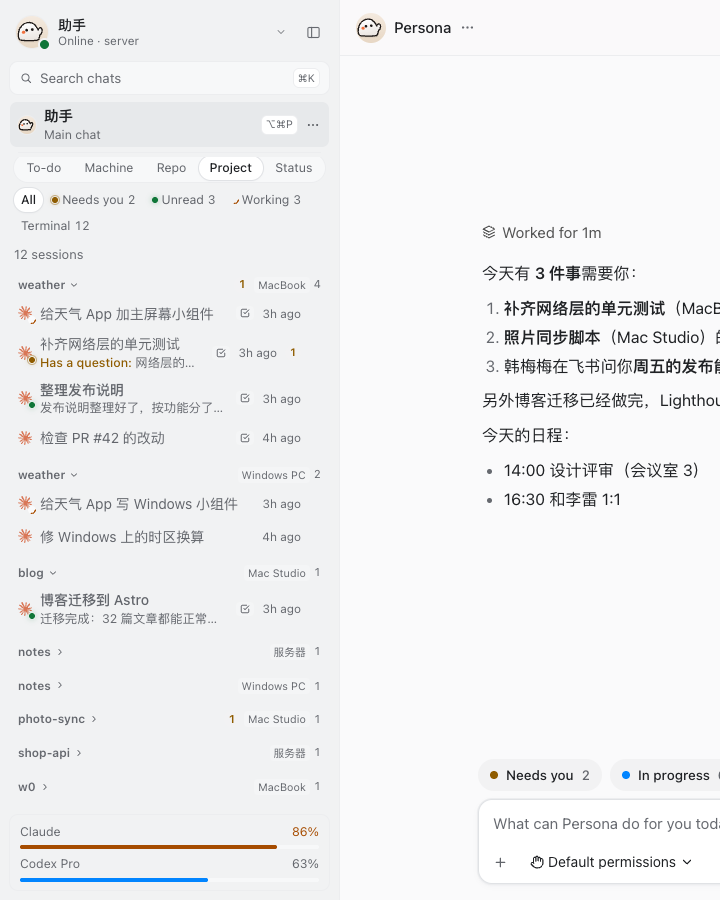 助手
Online · server
Search chats
⌘K
助手
Main chat
⌥⌘P
To-do Machine Repo Project Status
All Needs you 2 Unread 3 Working 3
Terminal 12
12 sessions
weather 1 MacBook 4
给天气 App 加主屏幕小组件 3h ago
补齐网络层的单元测试 3h ago 1
Has a question: 网络层的...
整理发布说明 3h ago
发布说明整理好了，按功能分了...
检查 PR #42 的改动 4h ago
weather Windows PC 2
给天气 App 写 Windows 小组件 3h ago
修 Windows 上的时区换算 4h ago
blog Mac Studio 1
博客迁移到 Astro 3h ago
迁移完成：32 篇文章都能正常...
notes 服务器 1
notes Windows PC 1
photo-sync 1 Mac Studio 1
shop-api 服务器 1
w0 MacBook 1
Claude 86%
Codex Pro 63%
Persona
Worked for 1m
今天有 3 件事需要你：
1. 补齐网络层的单元测试（MacB
2. 照片同步脚本（Mac Studio）的
3. 韩梅梅在飞书问你周五的发布
另外博客迁移已经做完，Lighthou
今天的日程：
• 14:00 设计评审（会议室 3）
• 16:30 和李雷 1:1
Needs you 2 In progress
What can Persona do for you toda
Default permissions